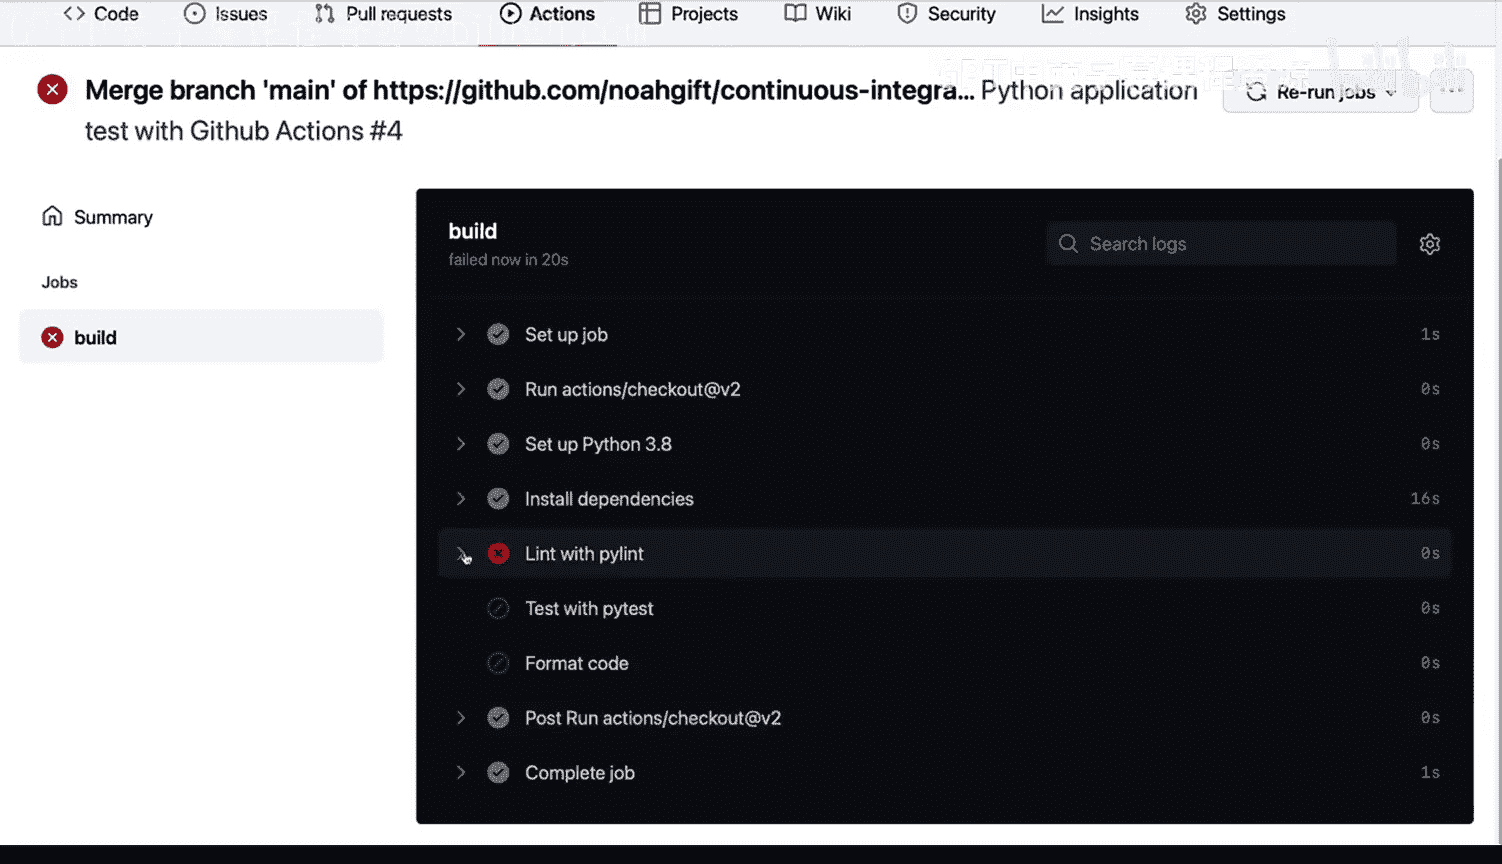 Code Issues Pull requests Actions Projects Wiki Security Insights Settings
Merge branch 'main' of https://github.com/noahgift/continuous-integra... Python application
test with Github Actions #4
Re-run jobs
Summary
Jobs
build
build
failed now in 20s
Search logs
Set up job 1s
Run actions/checkout@v2 0s
Set up Python 3.8 0s
Install dependencies 16s
Lint with pylint 0s
Test with pytest 0s
Format code 0s
Post Run actions/checkout@v2 0s
Complete job 1s